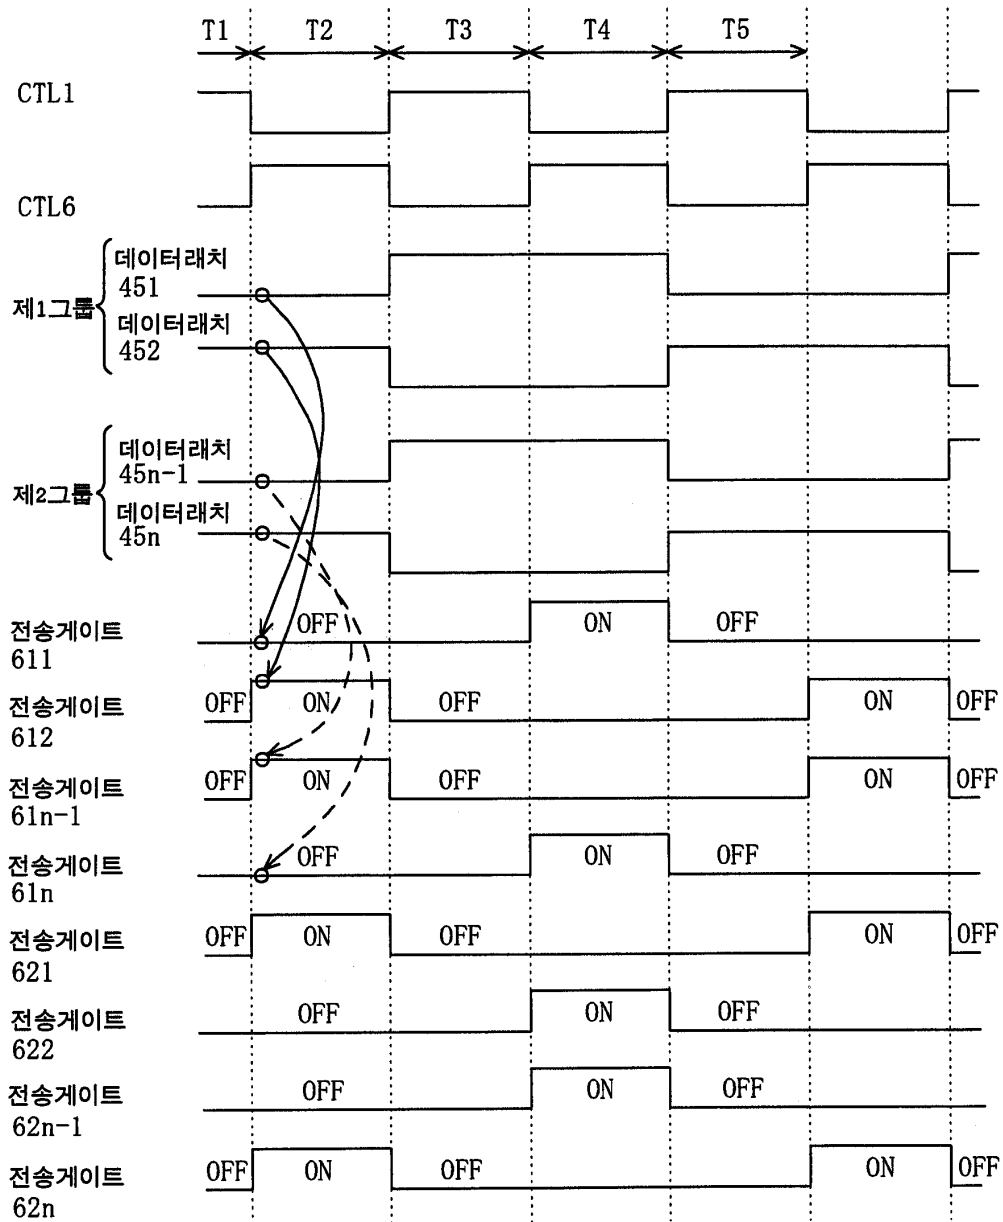 T1 T2 T3 T4 T5
CTL1
CTL6
제1그룹
데이터래치
451
데이터래치
452
제2그룹
데이터래치
45n-1
데이터래치
45n
전송게이트
611
OFF ON OFF
전송게이트
612
OFF ON OFF ON OFF
전송게이트
61n-1
OFF ON OFF ON OFF
전송게이트
61n
OFF ON OFF
전송게이트
621
OFF ON OFF ON OFF
전송게이트
622
OFF ON OFF
전송게이트
62n-1
OFF ON OFF
전송게이트
62n
OFF ON OFF ON OFF